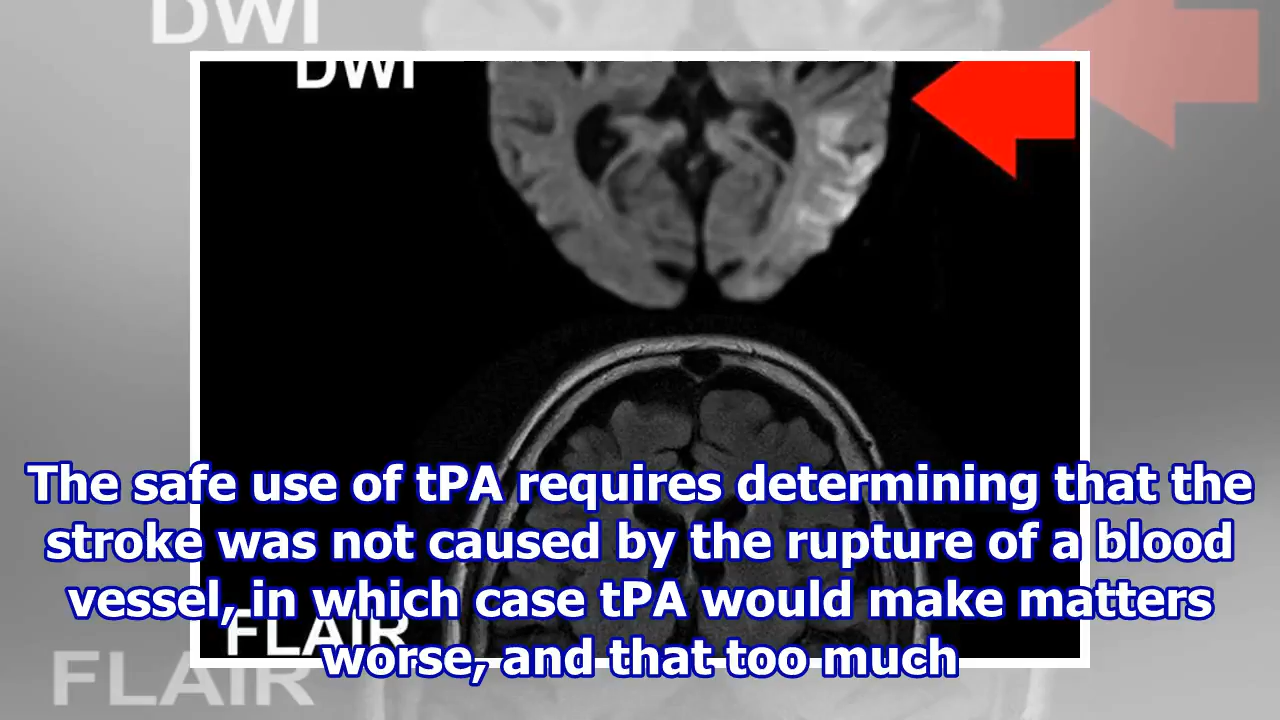 DWI
DWI
The safe use of tPA requires determining that the
stroke was not caused by the rupture of a blood
vessel, in which case tPA would make matters
FLAIR
worse, and that too much
FLAIR